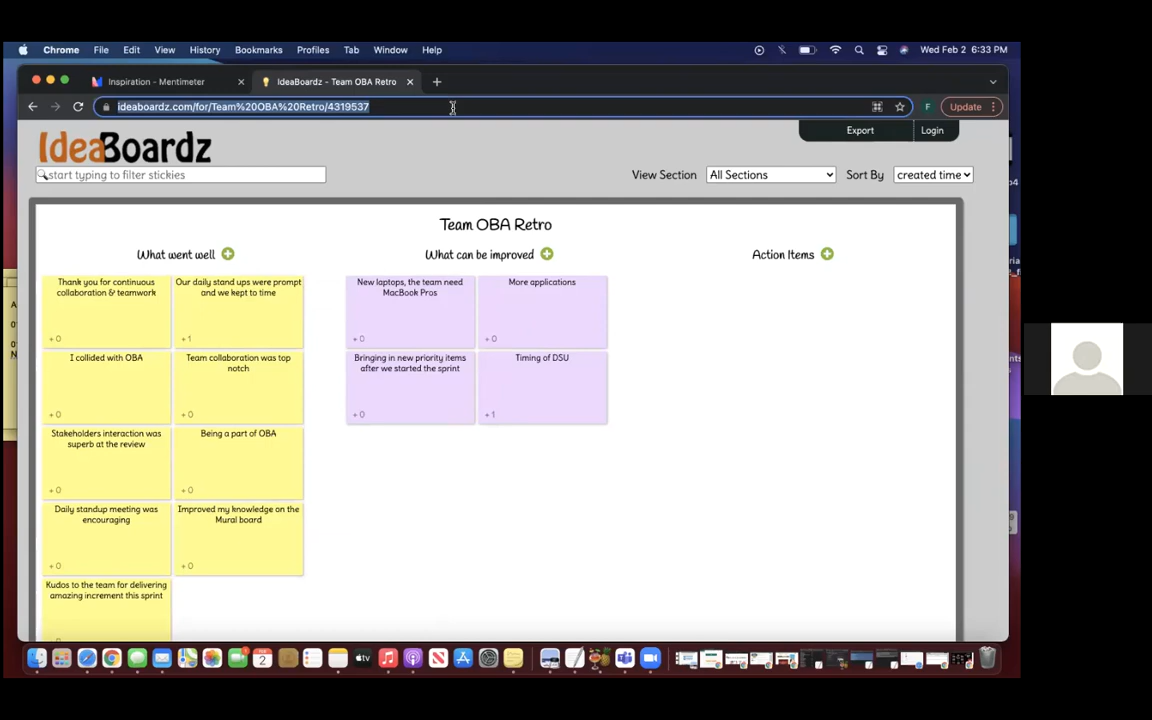 Chrome File Edit View History Bookmarks Profiles Tab Window Help Wed Feb 2 6:33 PM
Inspiration - Mentimeter
IdeaBoardz - Team OBA Retro
ideaboardz.com/for/Team%20OBA%20Retro/4319537
F Update
Export Login
IdeaBoardz
start typing to filter stickies
View Section All Sections Sort By created time
Team OBA Retro
What went well
What can be improved
Action Items
Thank you for continuous
collaboration & teamwork
+0
Our daily stand ups were prompt
and we kept to time
+1
New laptops, the team need
MacBook Pros
+0
More applications
+0
I collided with OBA
+0
Team collaboration was top
notch
+0
Bringing in new priority items
after we started the sprint
+0
Timing of DSU
+1
Stakeholders interaction was
superb at the review
+0
Being a part of OBA
+0
Daily standup meeting was
encouraging
+0
Improved my knowledge on the
Mural board
+0
Kudos to the team for delivering
amazing increment this sprint